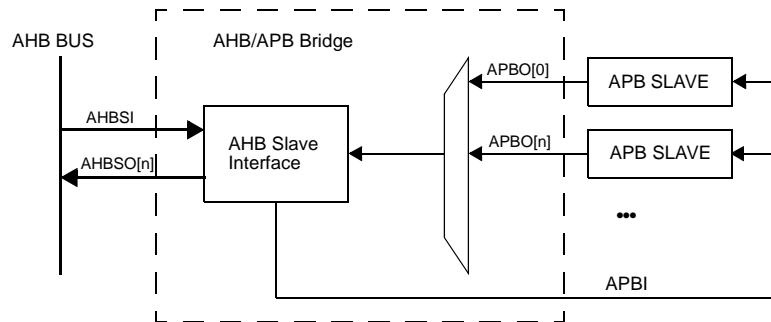 AHB BUS
AHB/APB Bridge
APBO[0]
APB SLAVE
AHBSI
AHB Slave
Interface
APBO[n]
APB SLAVE
AHBSO[n]
•••
APBI